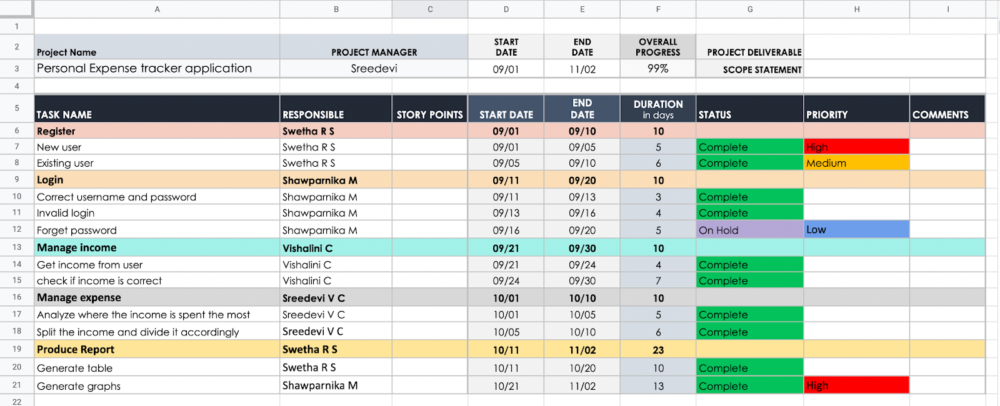 A B C D E F G H I
1
2 Project Name PROJECT MANAGER START DATE END DATE OVERALL PROGRESS PROJECT DELIVERABLE
3 Personal Expense tracker application Sreedevi 09/01 11/02 99% SCOPE STATEMENT
4
5 TASK NAME RESPONSIBLE STORY POINTS START DATE END DATE DURATION in days STATUS PRIORITY COMMENTS
6 Register Swetha R S 09/01 09/10 10
7 New user Swetha R S 09/01 09/05 5 Complete High
8 Existing user Swetha R S 09/05 09/10 6 Complete Medium
9 Login Shawparnika M 09/11 09/20 10
10 Correct username and password Shawparnika M 09/11 09/13 3 Complete
11 Invalid login Shawparnika M 09/13 09/16 4 Complete
12 Forget password Shawparnika M 09/16 09/20 5 On Hold Low
13 Manage income Vishalini C 09/21 09/30 10
14 Get income from user Vishalini C 09/21 09/24 4 Complete
15 check if income is correct Vishalini C 09/24 09/30 7 Complete
16 Manage expense Sreedevi V C 10/01 10/10 10
17 Analyze where the income is spent the most Sreedevi V C 10/01 10/05 5 Complete
18 Split the income and divide it accordingly Sreedevi V C 10/05 10/10 6 Complete
19 Produce Report Swetha R S 10/11 11/02 23
20 Generate table Swetha R S 10/11 10/20 10 Complete
21 Generate graphs Shawparnika M 10/21 11/02 13 Complete High
22